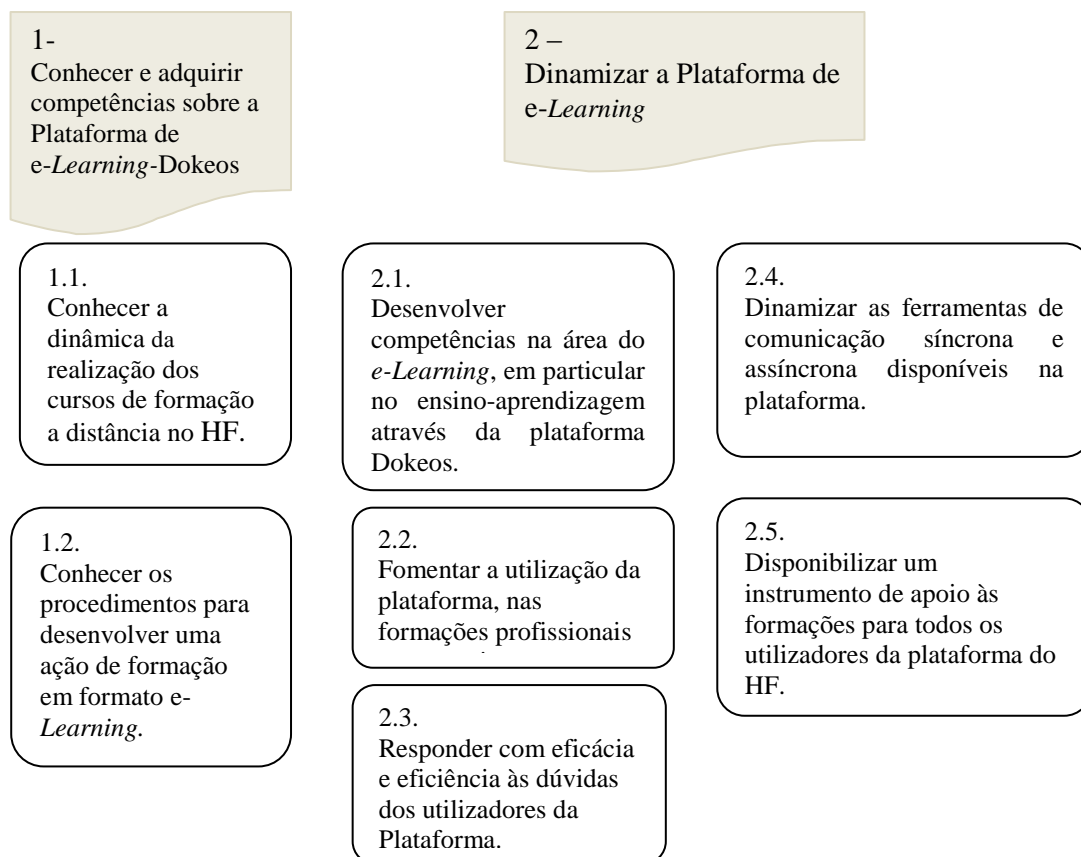 1-
Conhecer e adquirir
competências sobre a
Plataforma de
e-Learning-Dokeos
2 –
Dinamizar a Plataforma de
e-Learning
1.1.
Conhecer a
dinâmica da
realização dos
cursos de formação
a distância no HF.
1.2.
Conhecer os
procedimentos para
desenvolver uma
ação de formação
em formato e-
Learning.
2.1.
Desenvolver
competências na área do
e-Learning, em particular
no ensino-aprendizagem
através da plataforma
Dokeos.
2.2.
Fomentar a utilização da
plataforma, nas
formações profissionais
2.3.
Responder com eficácia
e eficiência às dúvidas
dos utilizadores da
Plataforma.
2.4.
Dinamizar as ferramentas de
comunicação síncrona e
assíncrona disponíveis na
plataforma.
2.5.
Disponibilizar um
instrumento de apoio às
formações para todos os
utilizadores da plataforma do
HF.